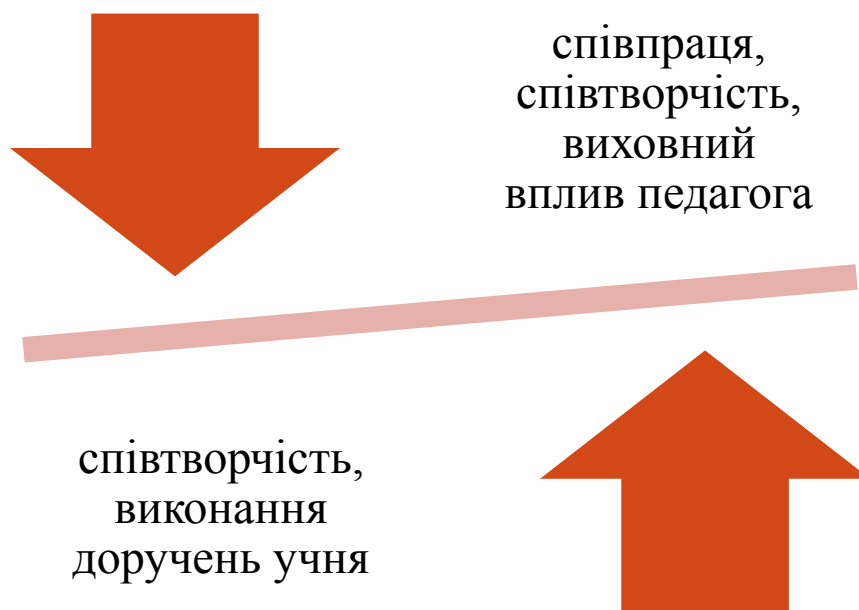 співпраця,
співтворчість,
виховний
вплив педагога
співтворчість,
виконання
доручень учня